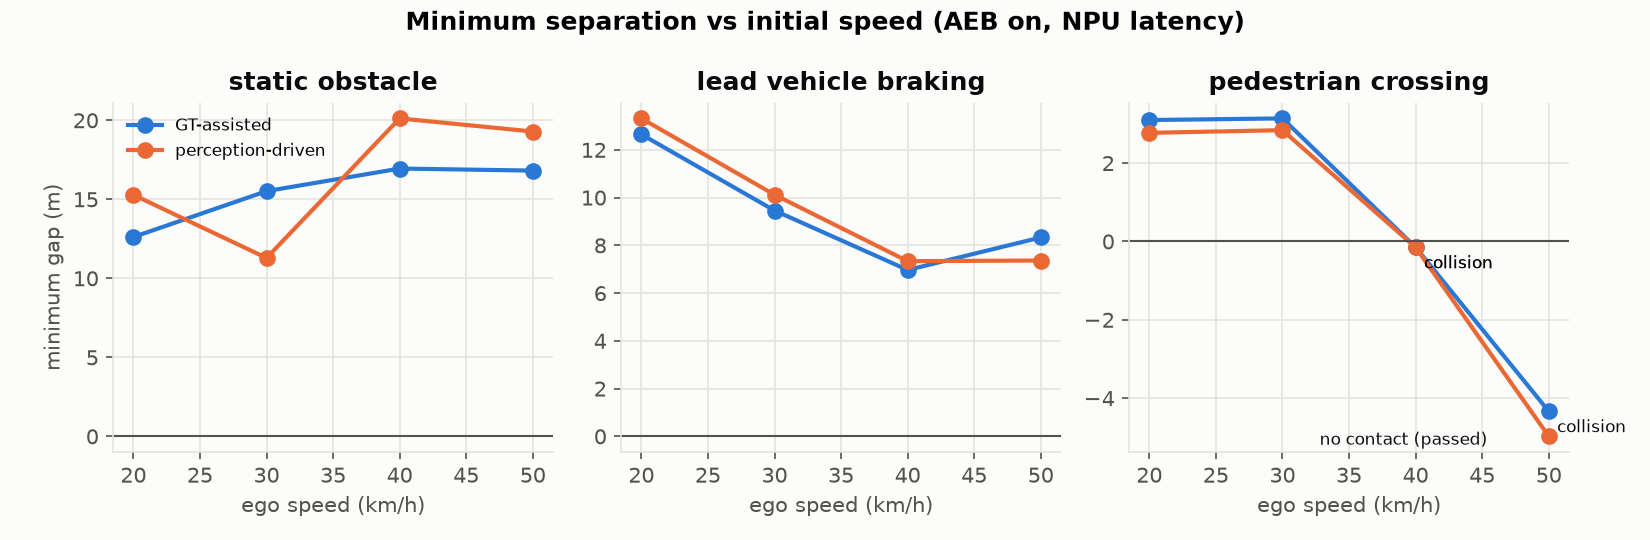 Minimum separation vs initial speed (AEB on, NPU latency)
static obstacle
minimum gap (m)
20
15
10
5
0
GT-assisted
perception-driven
20 25 30 35 40 45 50
ego speed (km/h)
lead vehicle braking
12
10
8
6
4
2
0
20 25 30 35 40 45 50
ego speed (km/h)
pedestrian crossing
2
0
−2
−4
collision
collision
no contact (passed)
20 25 30 35 40 45 50
ego speed (km/h)